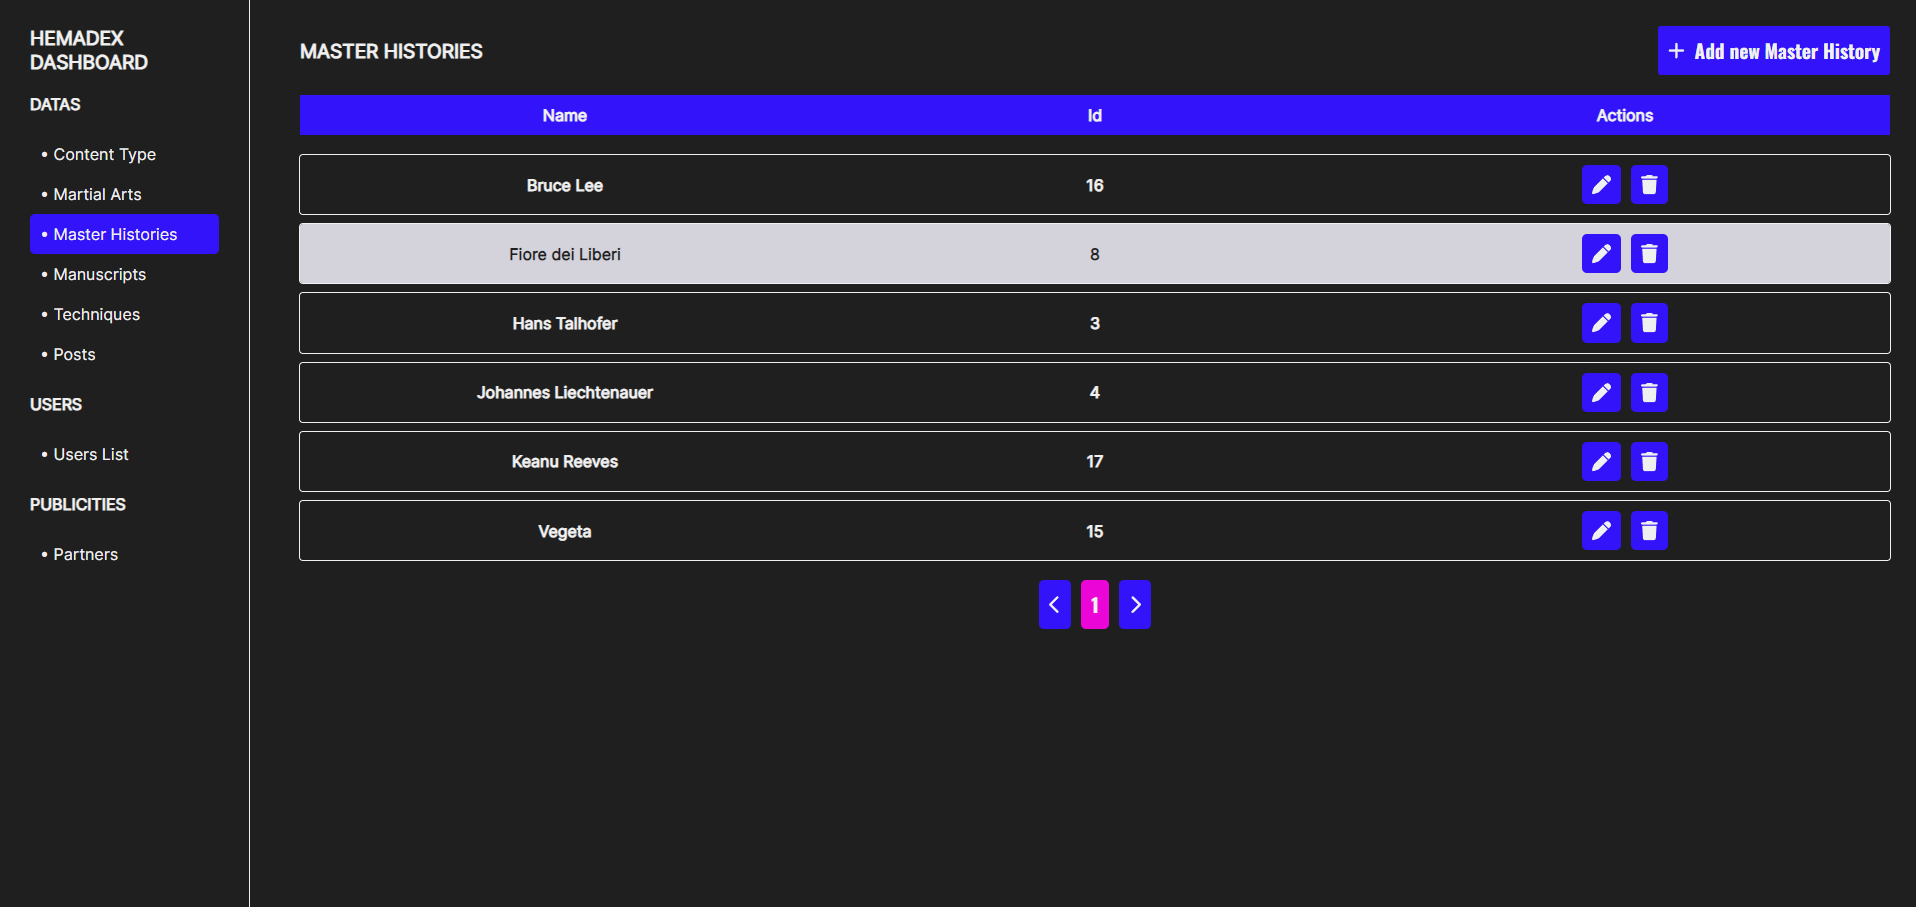 HEMADEX
DASHBOARD
DATAS
• Content Type
• Martial Arts
• Master Histories
• Manuscripts
• Techniques
• Posts
USERS
• Users List
PUBLICITIES
• Partners
MASTER HISTORIES
+ Add new Master History
Name Id Actions
Bruce Lee 16
Fiore dei Liberi 8
Hans Talhofer 3
Johannes Liechtenauer 4
Keanu Reeves 17
Vegeta 15
1